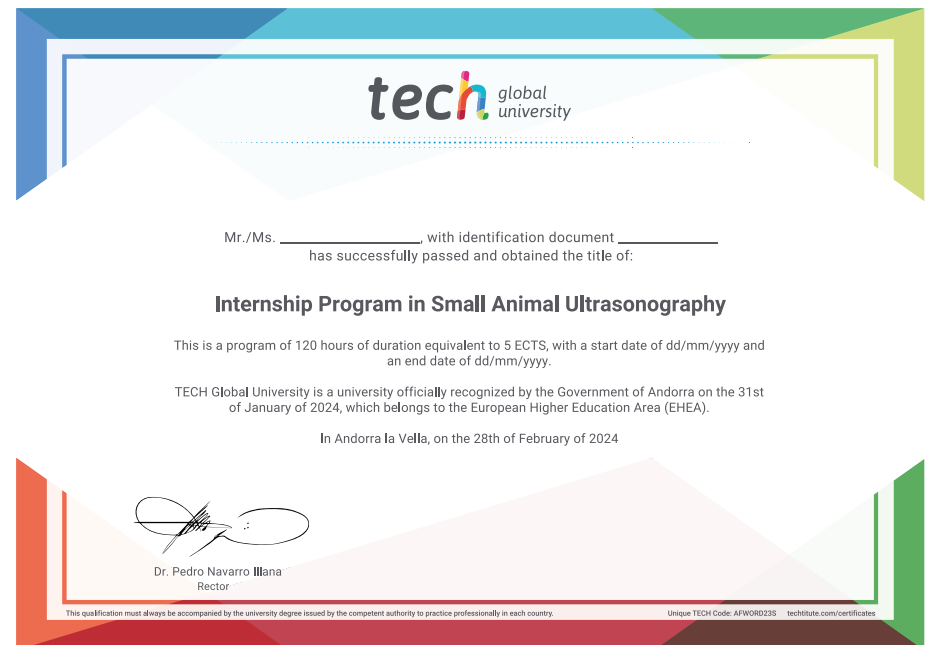 tech global university
Mr./Ms. ____________, with identification document ____________
has successfully passed and obtained the title of:
Internship Program in Small Animal Ultrasonography
This is a program of 120 hours of duration equivalent to 5 ECTS, with a start date of dd/mm/yyyy and
an end date of dd/mm/yyyy.
TECH Global University is a university officially recognized by the Government of Andorra on the 31st
of January of 2024, which belongs to the European Higher Education Area (EHEA).
In Andorra la Vella, on the 28th of February of 2024
Dr. Pedro Navarro Illana
Rector
This qualification must always be accompanied by the university degree issued by the competent authority to practice professionally in each country.
Unique TECH Code: AFWORD23S techtitute.com/certificates